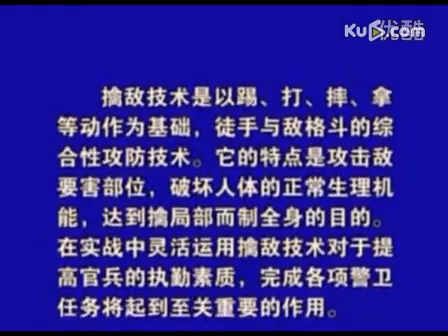 Ku6.com 优酷
擒敌技术是以踢、打、摔、拿
等动作为基础，徒手与敌格斗的综
合性攻防技术。它的特点是攻击敌
要害部位，破坏人体的正常生理机
能，达到擒局部而制全身的目的。
在实战中灵活运用擒敌技术对于提
高官兵的执勤素质，完成各项警卫
任务将起到至关重要的作用。